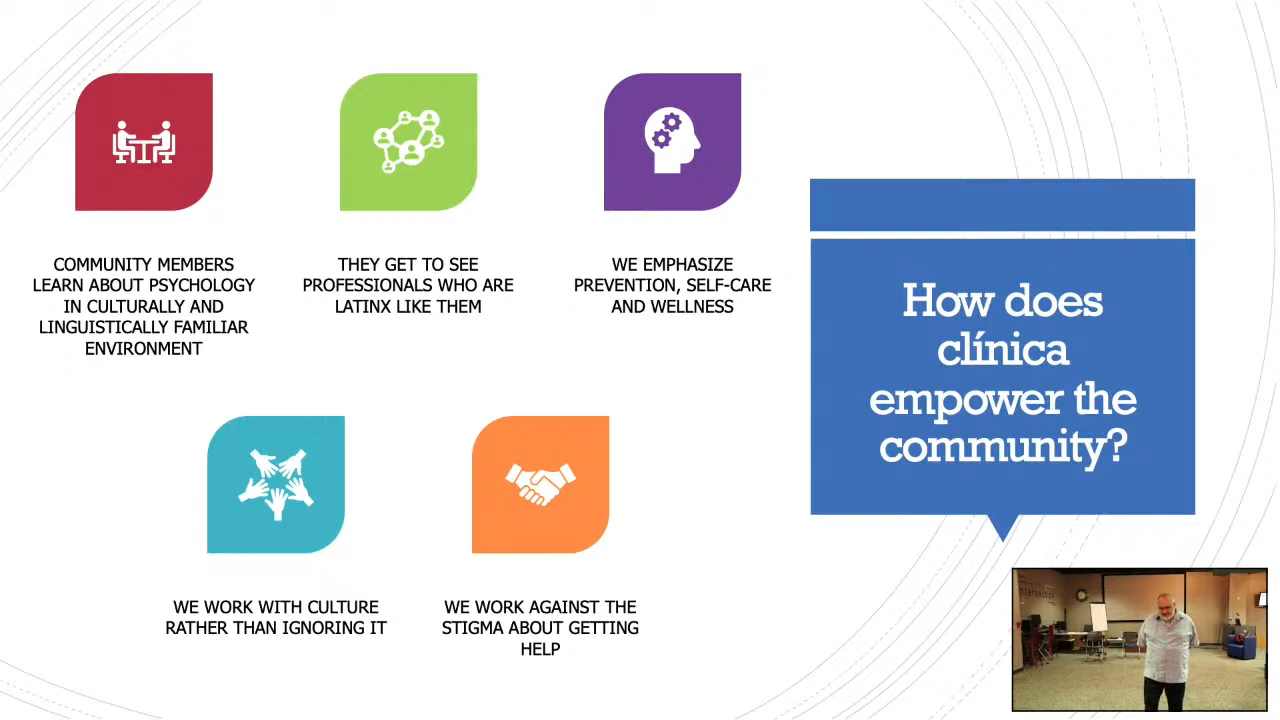 COMMUNITY MEMBERS
LEARN ABOUT PSYCHOLOGY
IN CULTURALLY AND
LINGUISTICALLY FAMILIAR
ENVIRONMENT
THEY GET TO SEE
PROFESSIONALS WHO ARE
LATINX LIKE THEM
WE EMPHASIZE
PREVENTION, SELF-CARE
AND WELLNESS
WE WORK WITH CULTURE
RATHER THAN IGNORING IT
WE WORK AGAINST THE
STIGMA ABOUT GETTING
HELP
How does
clínica
empower the
community?